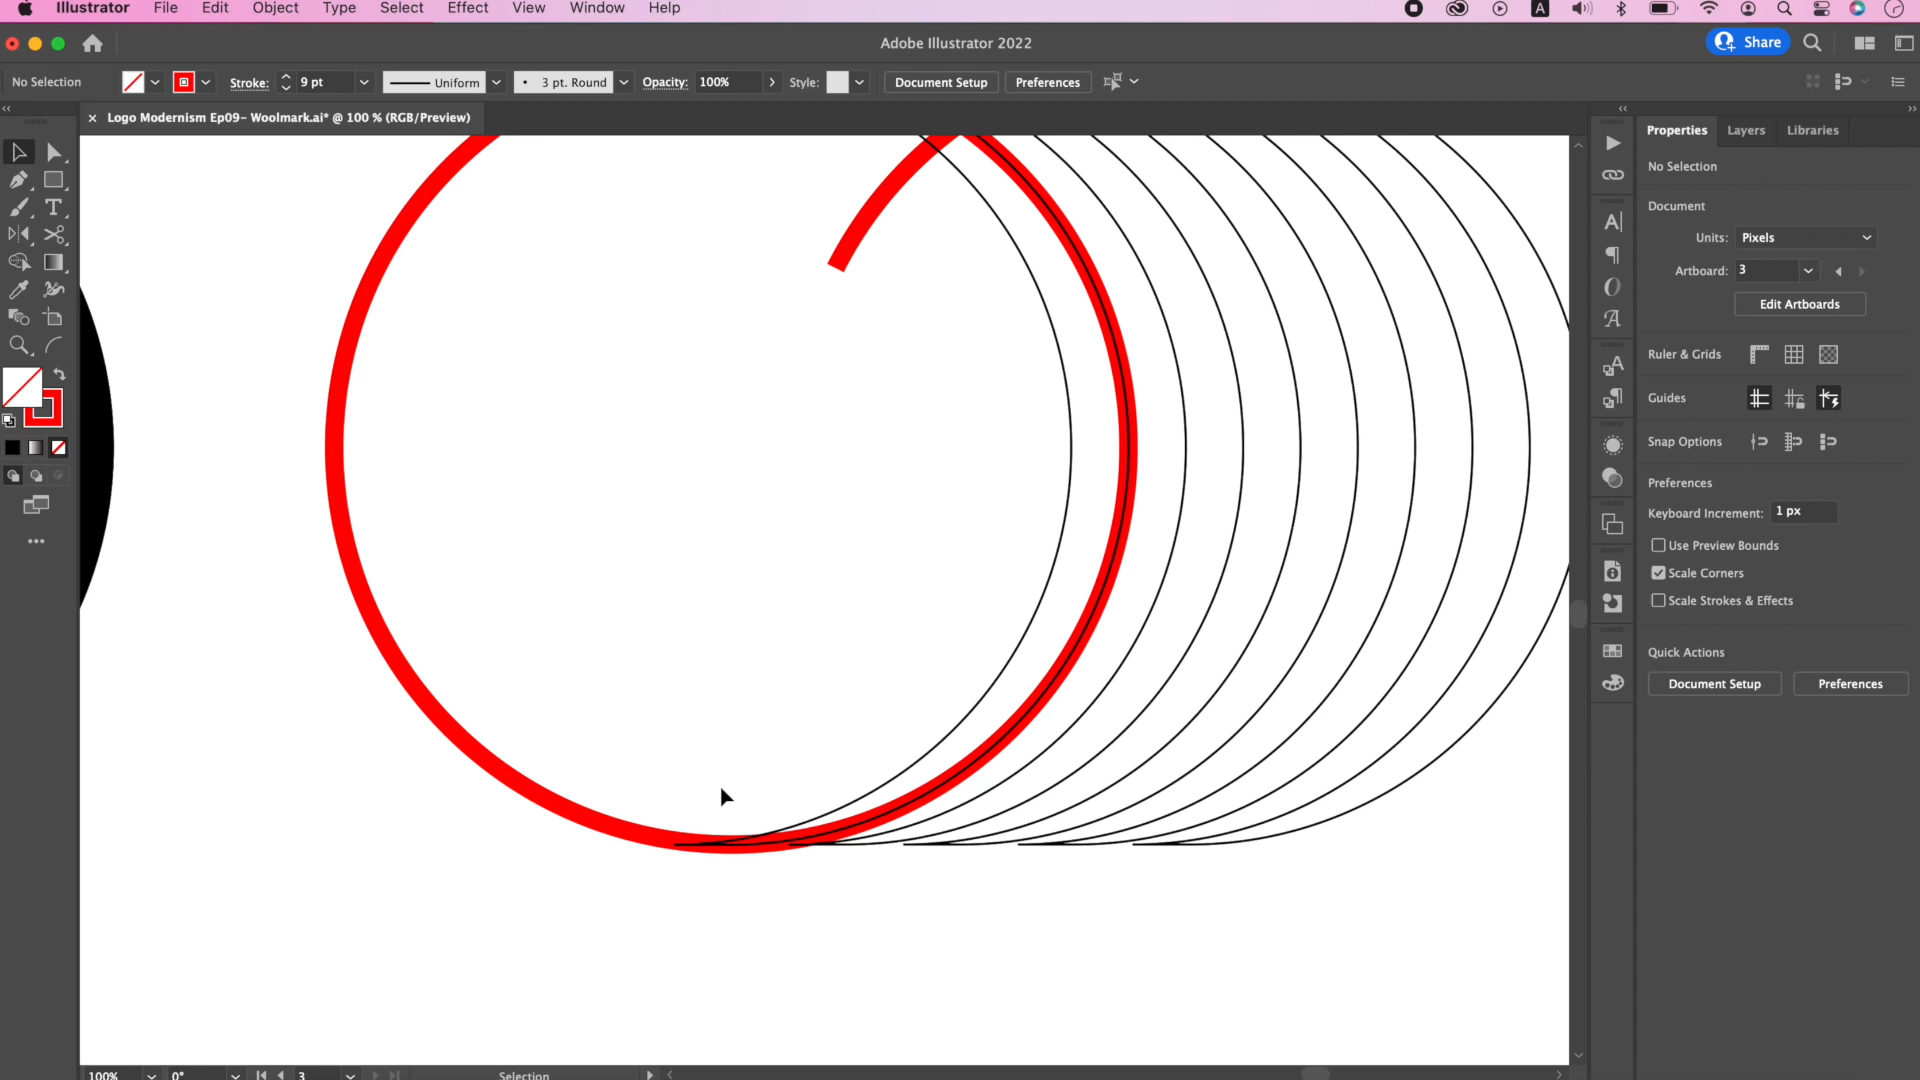 Illustrator File Edit Object Type Select Effect View Window Help
A
Adobe Illustrator 2022
Share
No Selection
Stroke: 9 pt
Uniform
3 pt. Round
Opacity: 100%
Style:
Document Setup
Preferences
Logo Modernism Ep09- Woolmark.ai* @ 100 % (RGB/Preview)
Properties Layers Libraries
No Selection
Document
Units: Pixels
Artboard: 3
Edit Artboards
Ruler & Grids
Guides
Snap Options
Preferences
Keyboard Increment: 1 px
Use Preview Bounds
Scale Corners
Scale Strokes & Effects
Quick Actions
Document Setup
Preferences
100% 0° 3 Selection